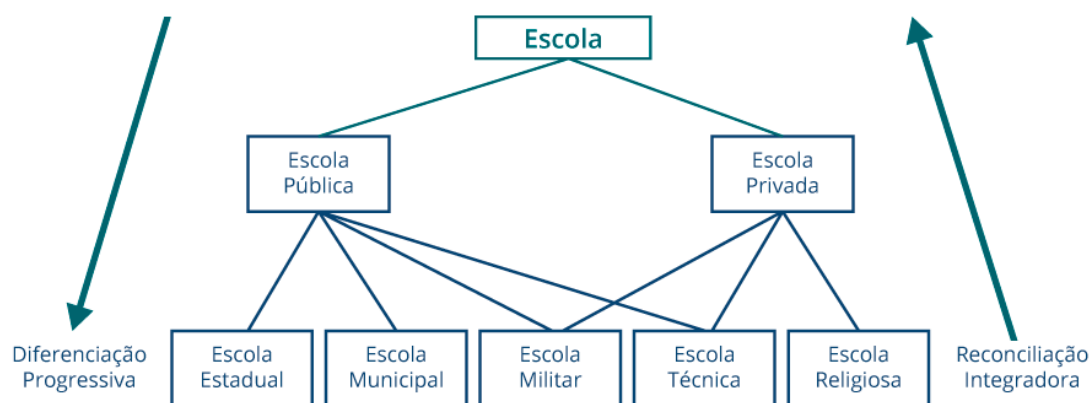 Escola
Escola
Pública
Escola
Privada
Diferenciação
Progressiva
Escola
Estadual
Escola
Municipal
Escola
Militar
Escola
Técnica
Escola
Religiosa
Reconciliação
Integradora